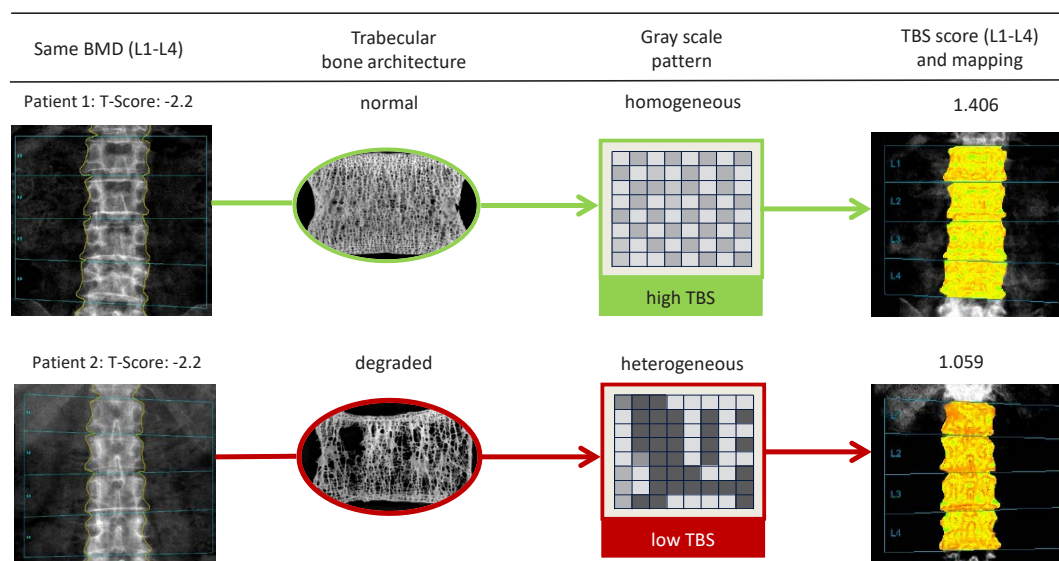 Same BMD (L1-L4)
Trabecular
bone architecture
Gray scale
pattern
TBS score (L1-L4)
and mapping
Patient 1: T-Score: -2.2
normal
homogeneous
1.406
L1
L2
L3
L4
high TBS
Patient 2: T-Score: -2.2
degraded
heterogeneous
1.059
L2
L3
L4
low TBS